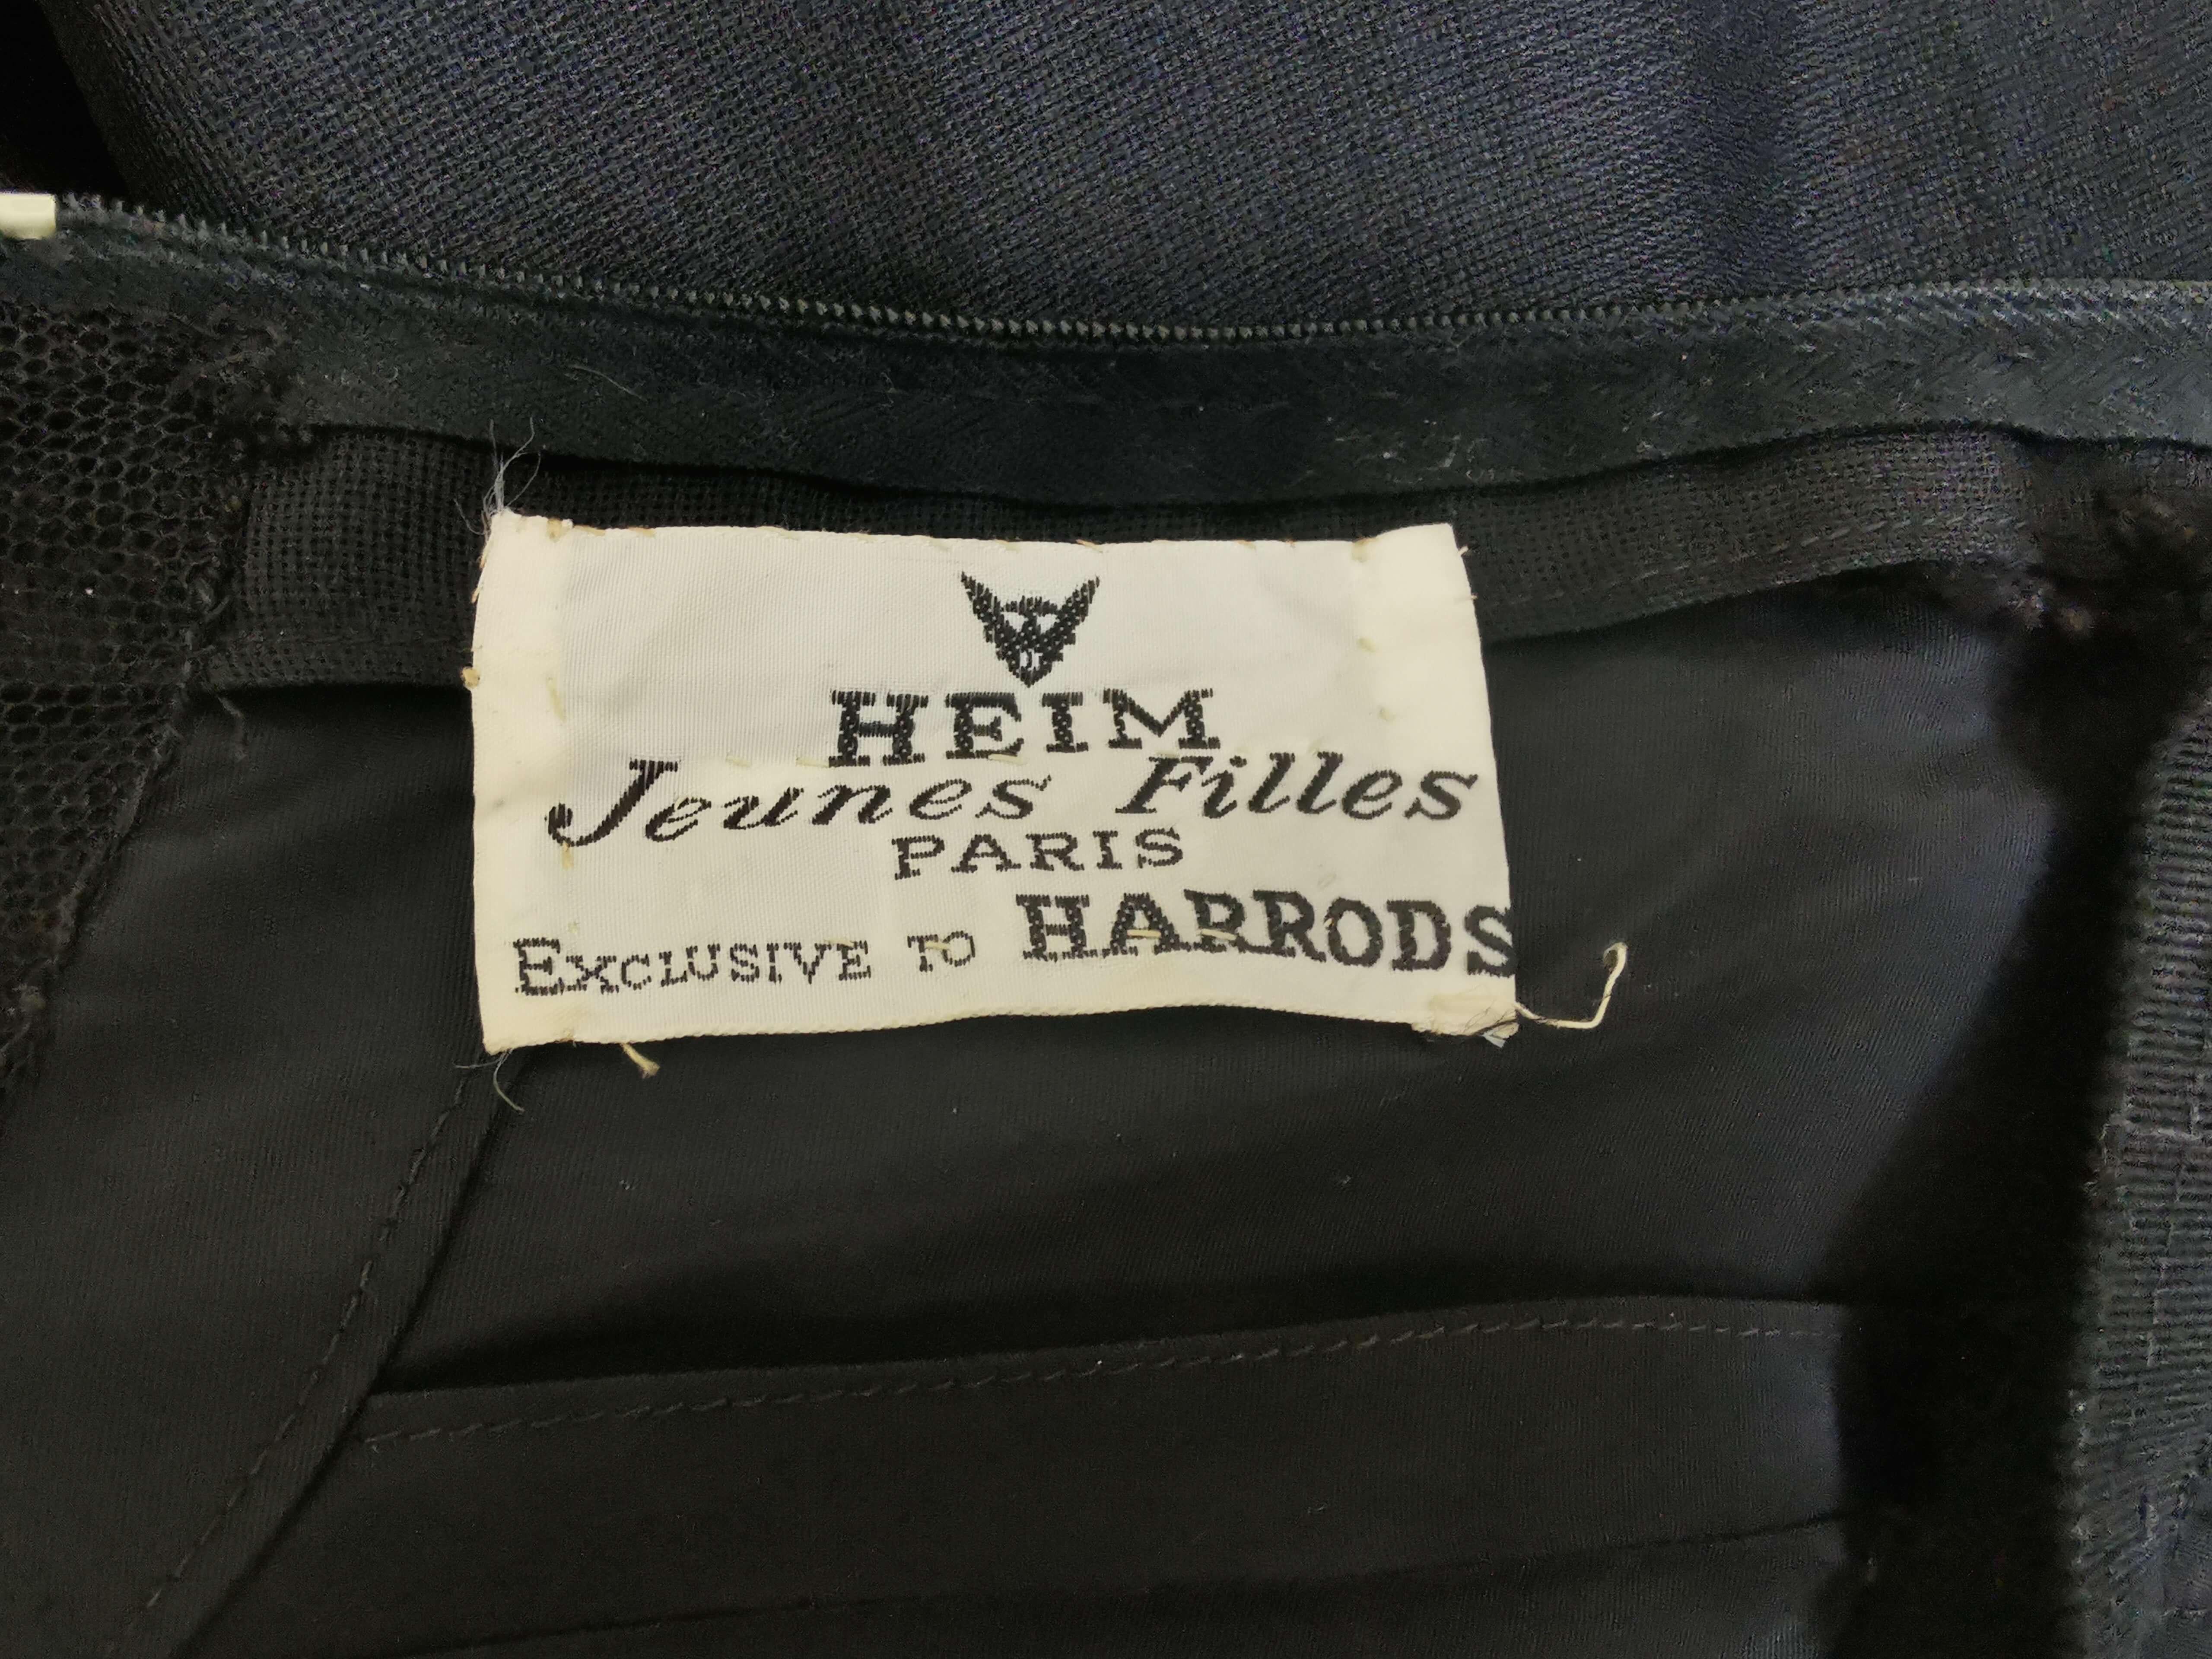 HEIM
Jeunes Filles
PARIS
EXCLUSIVE TO HARRODS